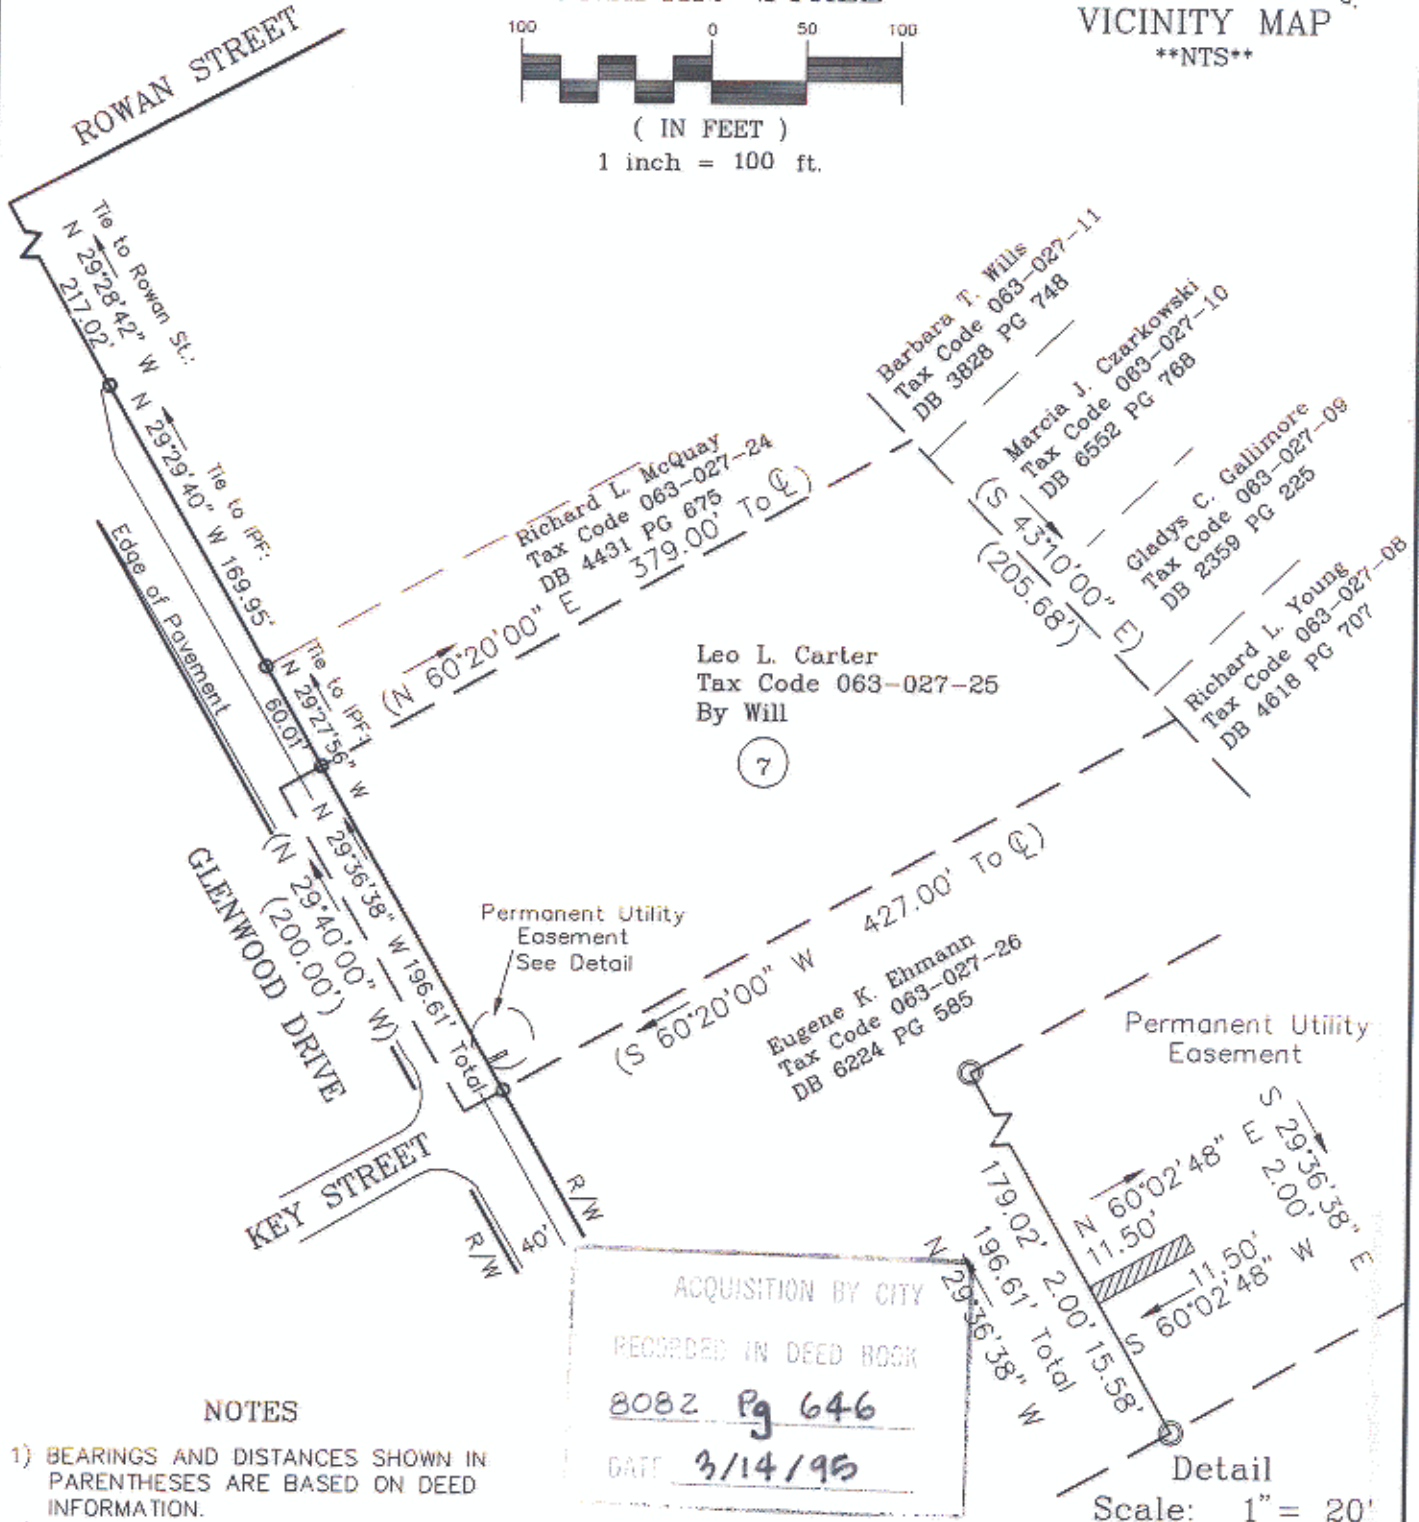 100 0 50 100
( IN FEET )
1 inch = 100 ft.
VICINITY MAP
**NTS**
ROWAN STREET
Tie to Rowan St.:
N 29°28'42" W
217.02'
Tie to IPF:
N 29°29'40" W 169.95'
Edge of Pavement
Tie to IPF:
N 29°27'56" W
60.01'
Richard L. McQuay
Tax Code 063-027-24
DB 4431 PG 675
(N 60°20'00" E 379.00' To ℄)
Barbara T. Wills
Tax Code 063-027-11
DB 3828 PG 748
Marcia J. Czarkowski
Tax Code 063-027-10
DB 6552 PG 768
(S 43°10'00" E)
(205.68')
Gladys C. Gallimore
Tax Code 063-027-09
DB 2359 PG 225
Richard L. Young
Tax Code 063-027-08
DB 4618 PG 707
Leo L. Carter
Tax Code 063-027-25
By Will
7
N 29°36'38" W 196.61' Total
(N 29°40'00" W)
(200.00')
GLENWOOD DRIVE
Permanent Utility
Easement
See Detail
(S 60°20'00" W 427.00' To ℄)
Eugene K. Ehmann
Tax Code 063-027-26
DB 6224 PG 585
KEY STREET
R/W
40'
R/W
Permanent Utility
Easement
S 29°36'38" E
E 2.00'
N 60°02'48"
11.50'
11.50'
S 60°02'48" W
179.02' 2.00' 15.58'
196.61' Total
N 29°36'38" W
Detail
Scale: 1"= 20'
ACQUISITION BY CITY
RECORDED IN DEED BOOK
8082 Pg 646
DATE 3/14/95
NOTES
1) BEARINGS AND DISTANCES SHOWN IN
PARENTHESES ARE BASED ON DEED
INFORMATION.